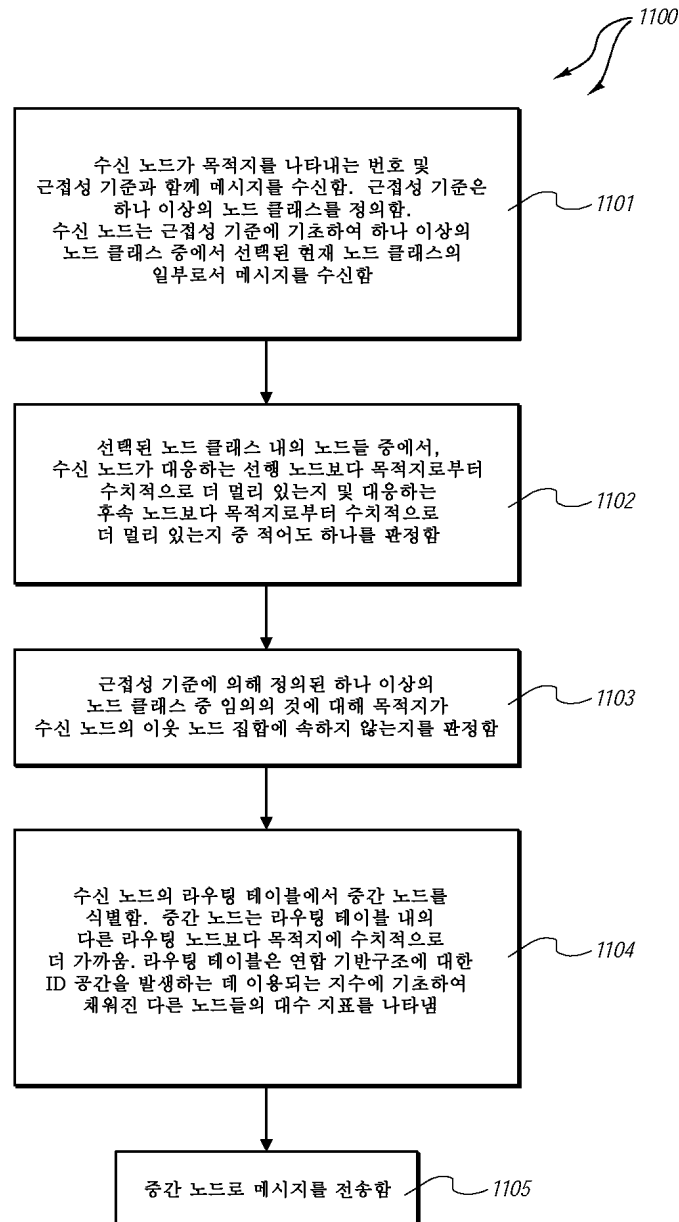 1100
수신 노드가 목적지를 나타내는 번호 및
근접성 기준과 함께 메시지를 수신함. 근접성 기준은
하나 이상의 노드 클래스를 정의함.
수신 노드는 근접성 기준에 기초하여 하나 이상의
노드 클래스 중에서 선택된 현재 노드 클래스의
일부로서 메시지를 수신함
1101
선택된 노드 클래스 내의 노드들 중에서,
수신 노드가 대응하는 선행 노드보다 목적지로부터
수치적으로 더 멀리 있는지 및 대응하는
후속 노드보다 목적지로부터 수치적으로
더 멀리 있는지 중 적어도 하나를 판정함
1102
근접성 기준에 의해 정의된 하나 이상의
노드 클래스 중 임의의 것에 대해 목적지가
수신 노드의 이웃 노드 집합에 속하지 않는지를 판정함
1103
수신 노드의 라우팅 테이블에서 중간 노드를
식별함. 중간 노드는 라우팅 테이블 내의
다른 라우팅 노드보다 목적지에 수치적으로
더 가까움. 라우팅 테이블은 연합 기반구조에 대한
ID 공간을 발생하는 데 이용되는 지수에 기초하여
채워진 다른 노드들의 대수 지표를 나타냄
1104
중간 노드로 메시지를 전송함
1105